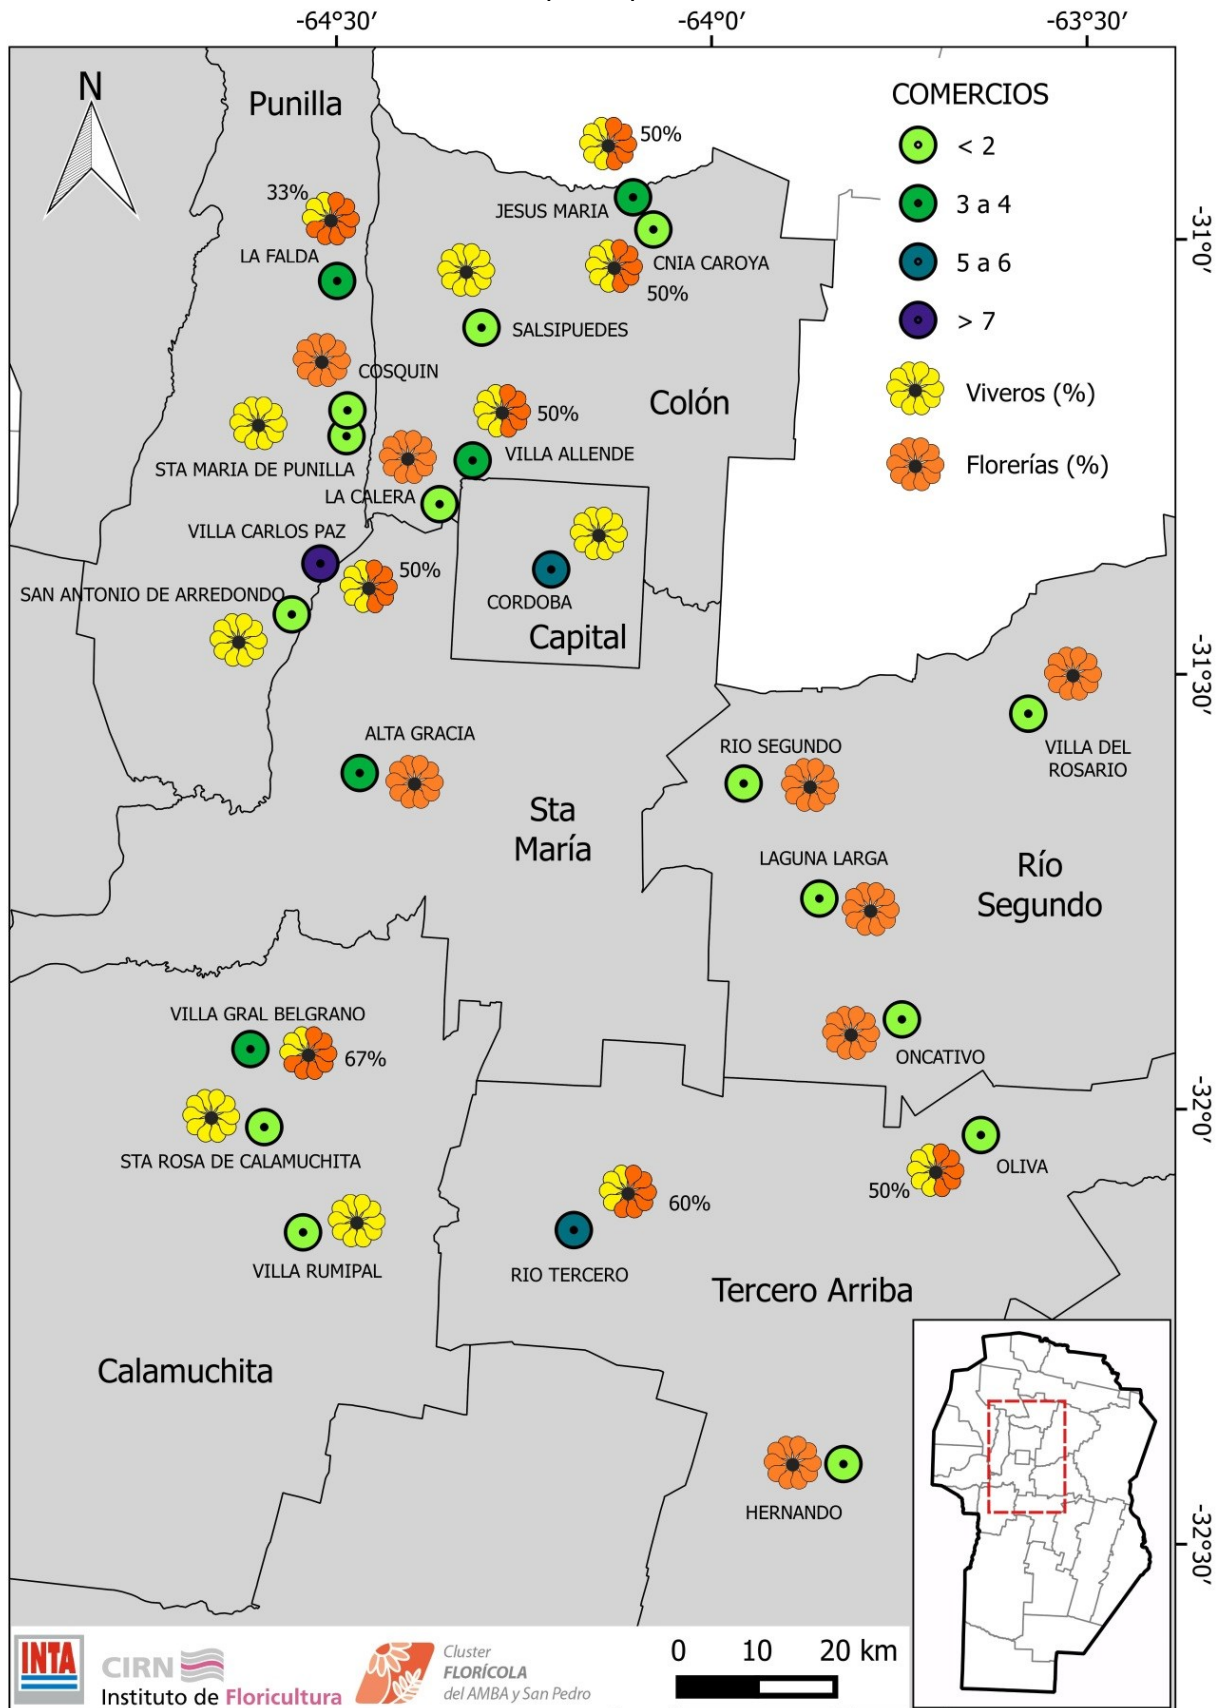 -64°30′
-64°0′
-63°30′
N
Punilla
COMERCIOS
< 2
3 a 4
5 a 6
> 7
Viveros (%)
Florerías (%)
50%
33%
JESUS MARIA
LA FALDA
CNIA CAROYA
50%
-31°0′
SALSIPUEDES
COSQUIN
Colón
50%
VILLA ALLENDE
STA MARIA DE PUNILLA
LA CALERA
VILLA CARLOS PAZ
50%
SAN ANTONIO DE ARREDONDO
CORDOBA
Capital
-31°30′
ALTA GRACIA
RIO SEGUNDO
VILLA DEL
ROSARIO
Sta
María
LAGUNA LARGA
Río
Segundo
VILLA GRAL BELGRANO
67%
ONCATIVO
-32°0′
STA ROSA DE CALAMUCHITA
OLIVA
50%
60%
VILLA RUMIPAL
RIO TERCERO
Tercero Arriba
Calamuchita
HERNANDO
-32°30′
INTA
CIRN
Instituto de Floricultura
Cluster
FLORÍCOLA
del AMBA y San Pedro
0 10 20 km